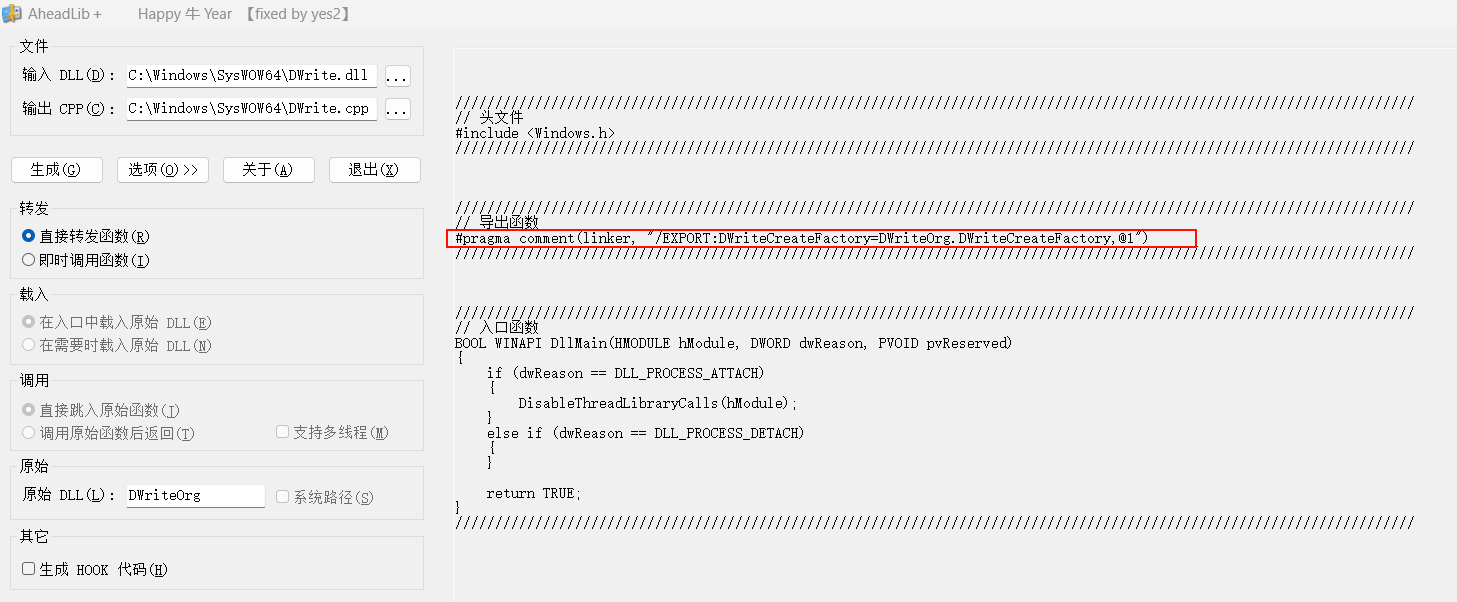 AheadLib + Happy 牛 Year 【fixed by yes2】
文件
输入 DLL(D): C:\Windows\SysWOW64\DWrite.dll ...
输出 CPP(C): C:\Windows\SysWOW64\DWrite.cpp ...
生成(G) 选项(O)>> 关于(A) 退出(X)
转发
直接转发函数(R)
即时调用函数(I)
载入
在入口中载入原始 DLL(E)
在需要时载入原始 DLL(N)
调用
直接跳入原始函数(J)
调用原始函数后返回(T) 支持多线程(M)
原始
原始 DLL(L): DWriteOrg 系统路径(S)
其它
生成 HOOK 代码(H)
////////////////////////////////////////////////////////////////////////////////////////////////////////////////////////
// 头文件
#include <Windows.h>
////////////////////////////////////////////////////////////////////////////////////////////////////////////////////////
////////////////////////////////////////////////////////////////////////////////////////////////////////////////////////
// 导出函数
#pragma comment(linker, "/EXPORT:DWriteCreateFactory=DWriteOrg.DWriteCreateFactory,@1")
////////////////////////////////////////////////////////////////////////////////////////////////////////////////////////
////////////////////////////////////////////////////////////////////////////////////////////////////////////////////////
// 入口函数
BOOL WINAPI DllMain(HMODULE hModule, DWORD dwReason, PVOID pvReserved)
{
if (dwReason == DLL_PROCESS_ATTACH)
{
DisableThreadLibraryCalls(hModule);
}
else if (dwReason == DLL_PROCESS_DETACH)
{
}
return TRUE;
}
////////////////////////////////////////////////////////////////////////////////////////////////////////////////////////